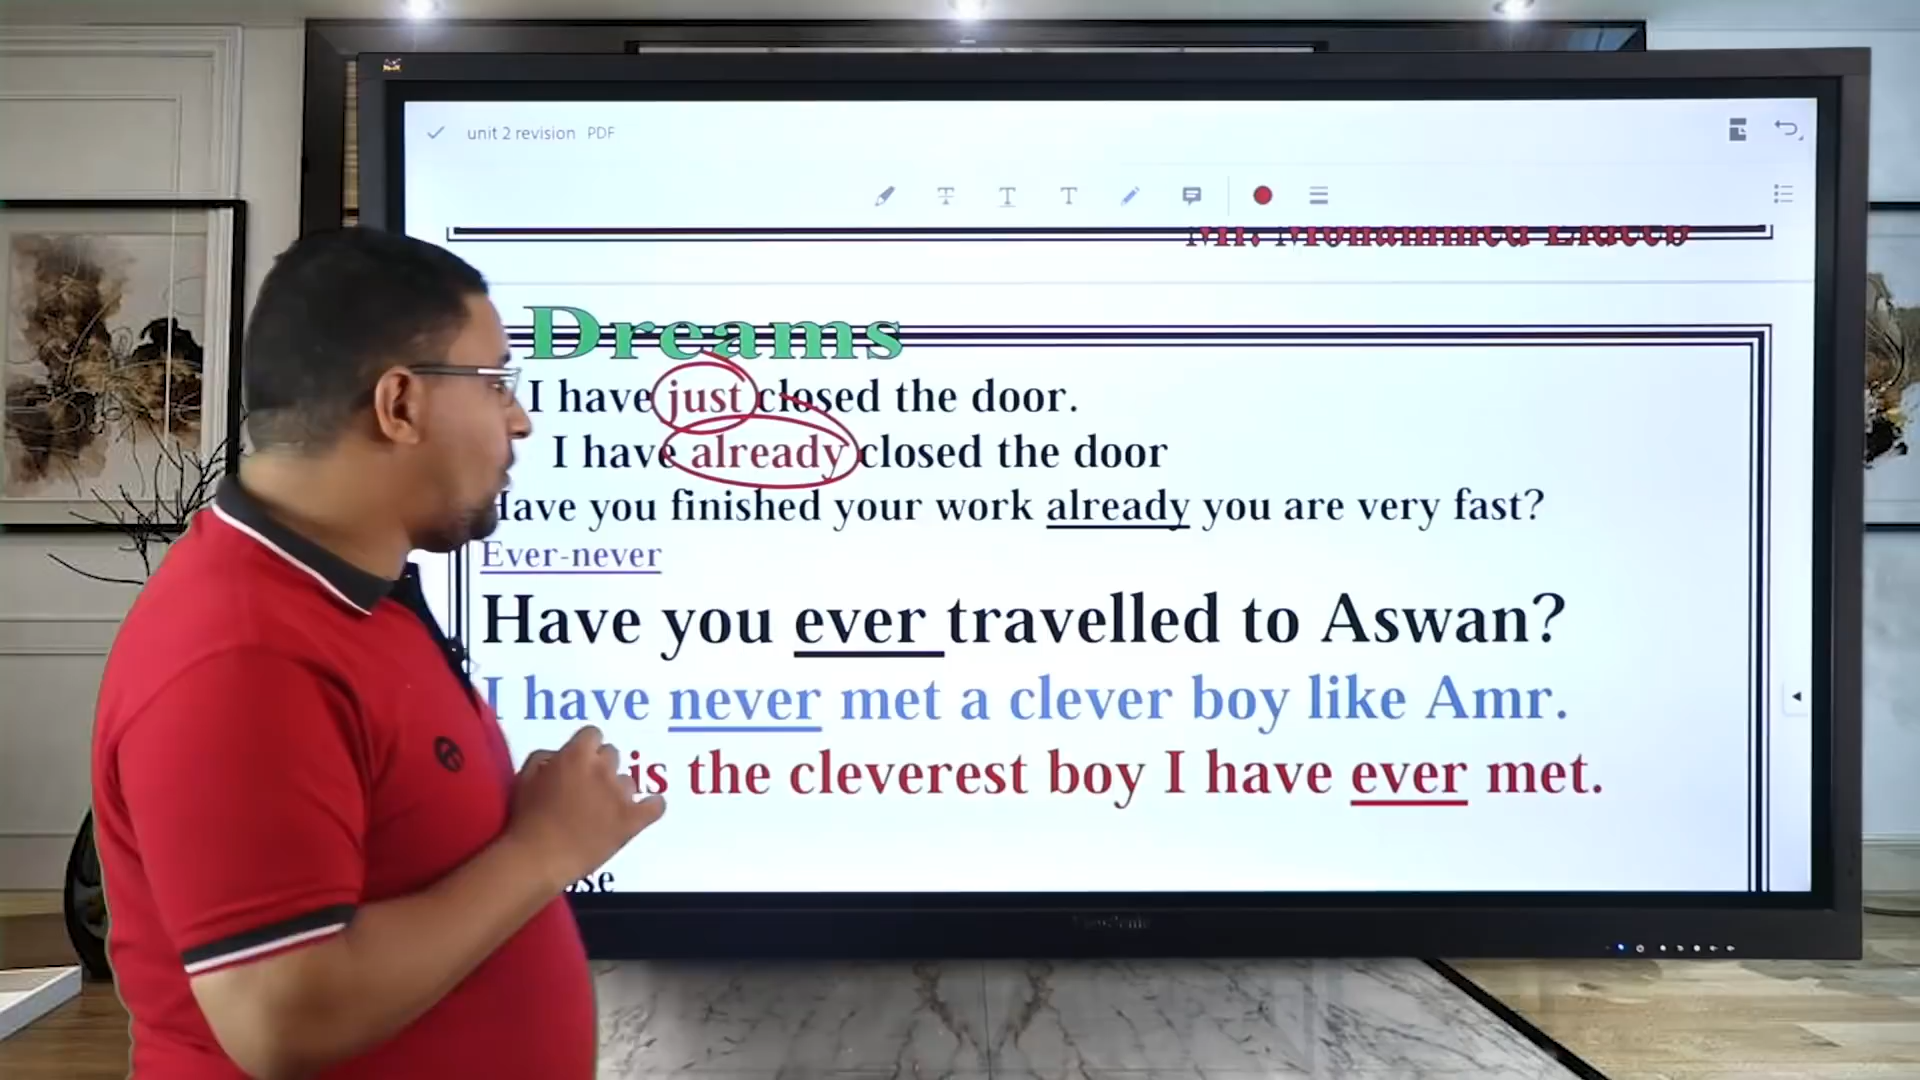 unit 2 revision PDF
Dreams
I have just closed the door.
I have already closed the door
Have you finished your work already you are very fast?
Ever-never
Have you ever travelled to Aswan?
I have never met a clever boy like Amr.
is the cleverest boy I have ever met.